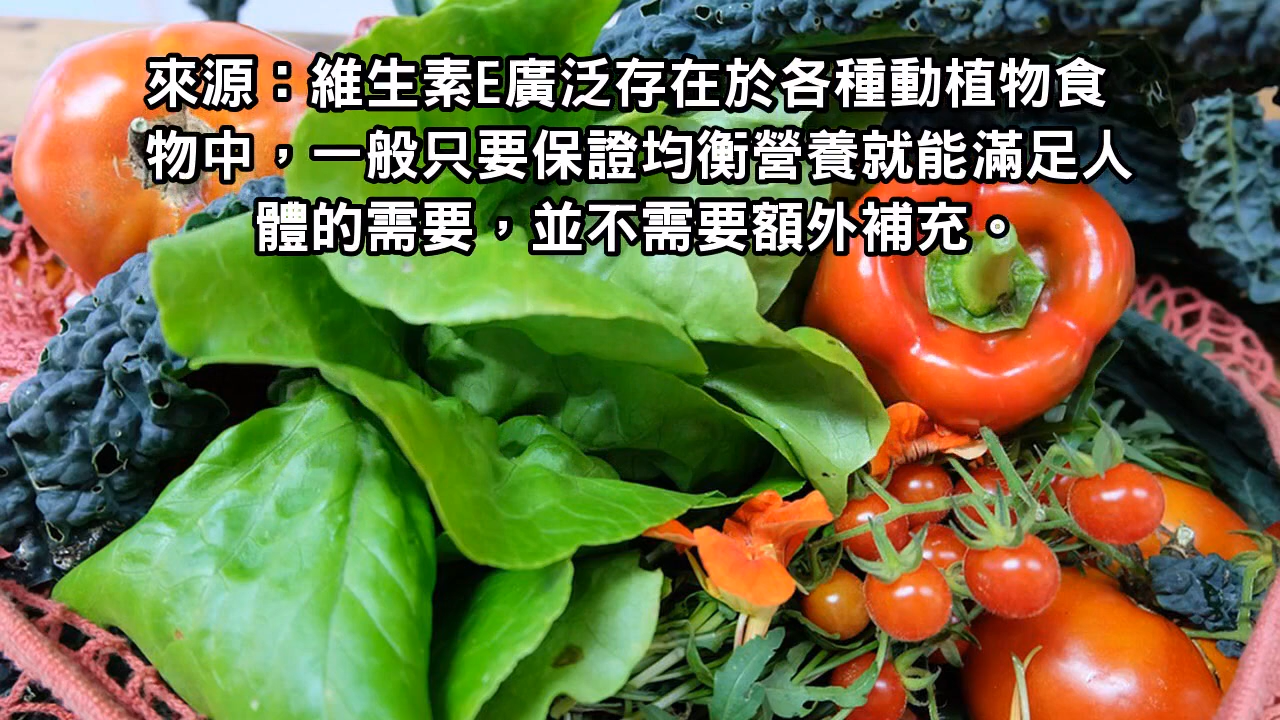 來源：維生素E廣泛存在於各種動植物食
物中，一般只要保證均衡營養就能滿足人
體的需要，並不需要額外補充。